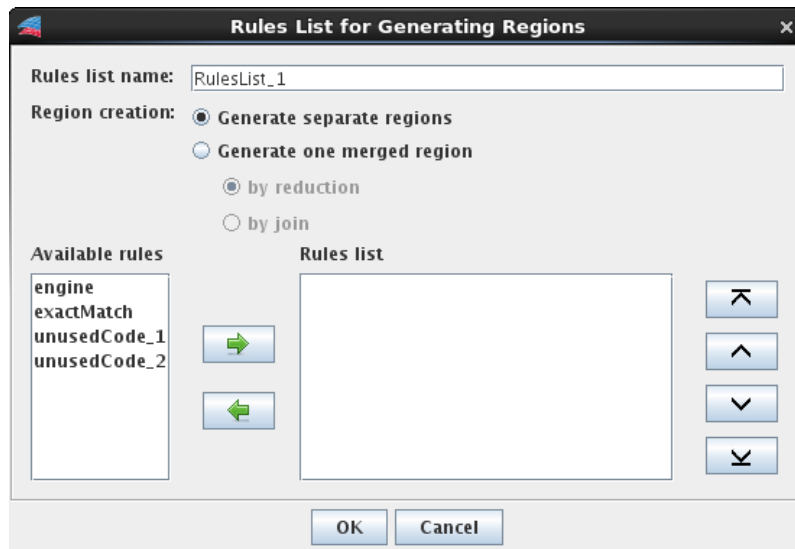 Rules List for Generating Regions
Rules list name: RulesList_1
Region creation: Generate separate regions
Generate one merged region
by reduction
by join
Available rules Rules list
engine
exactMatch
unusedCode_1
unusedCode_2
OK Cancel